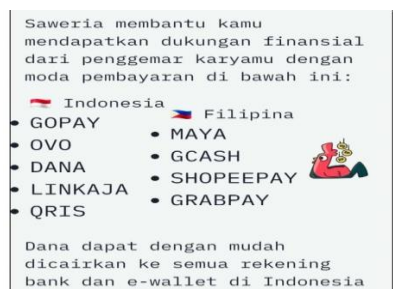 Saweria membantu kamu
mendapatkan dukungan finansial
dari penggemar karyamu dengan
moda pembayaran di bawah ini:
Indonesia
• GOPAY
• OVO
• DANA
• LINKAJA
• QRIS
Filipina
• MAYA
• GCASH
• SHOPEEPAY
• GRABPAY
Dana dapat dengan mudah
dicairkan ke semua rekening
bank dan e-wallet di Indonesia